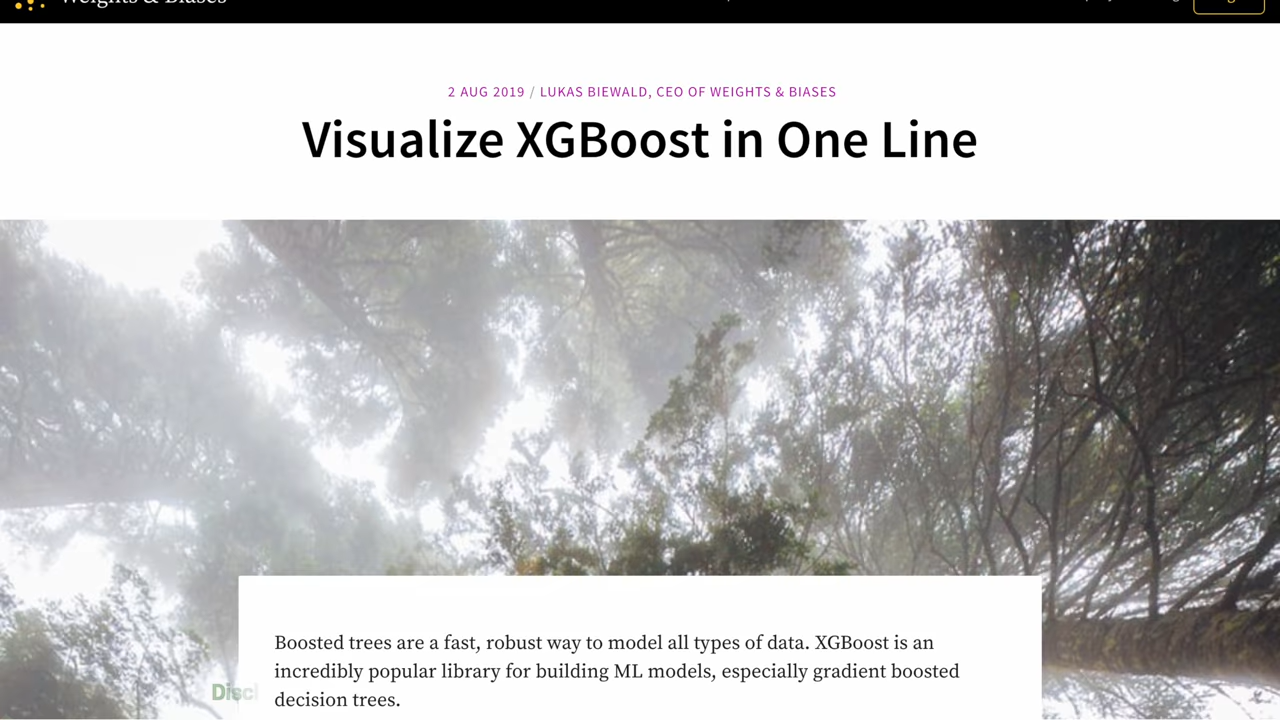 Weights & Biases
2 AUG 2019 / LUKAS BIEWALD, CEO OF WEIGHTS & BIASES
Visualize XGBoost in One Line
Boosted trees are a fast, robust way to model all types of data. XGBoost is an
incredibly popular library for building ML models, especially gradient boosted
decision trees.
Discl